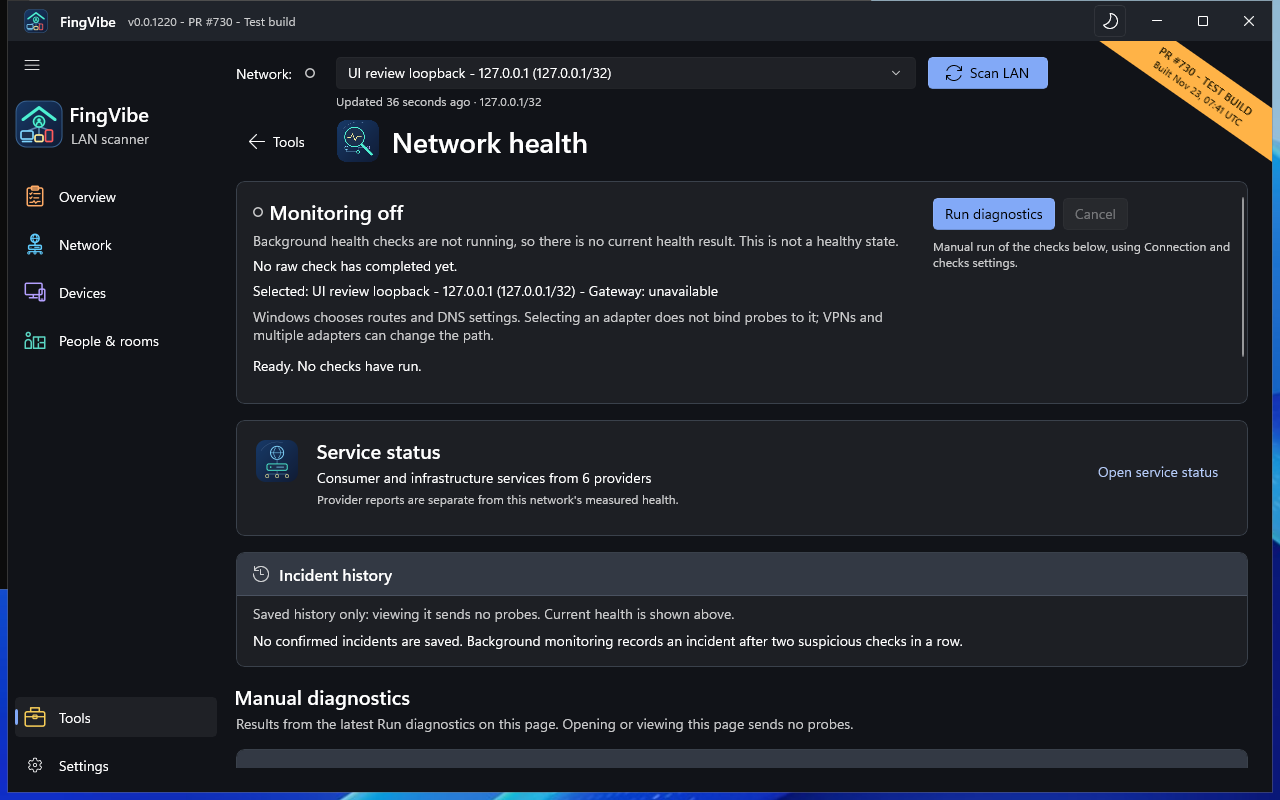 FingVibe v0.0.1220 - PR #730 - Test build
PR #730 - TEST BUILD
Built Nov 23, 07:41 UTC
Network: UI review loopback - 127.0.0.1 (127.0.0.1/32) Scan LAN
Updated 36 seconds ago · 127.0.0.1/32
FingVibe
LAN scanner
Overview
Network
Devices
People & rooms
Tools
Settings
Tools
Network health
Monitoring off
Background health checks are not running, so there is no current health result. This is not a healthy state.
No raw check has completed yet.
Selected: UI review loopback - 127.0.0.1 (127.0.0.1/32) - Gateway: unavailable
Windows chooses routes and DNS settings. Selecting an adapter does not bind probes to it; VPNs and
multiple adapters can change the path.
Ready. No checks have run.
Run diagnostics Cancel
Manual run of the checks below, using Connection and
checks settings.
Service status
Consumer and infrastructure services from 6 providers
Provider reports are separate from this network's measured health.
Open service status
Incident history
Saved history only: viewing it sends no probes. Current health is shown above.
No confirmed incidents are saved. Background monitoring records an incident after two suspicious checks in a row.
Manual diagnostics
Results from the latest Run diagnostics on this page. Opening or viewing this page sends no probes.